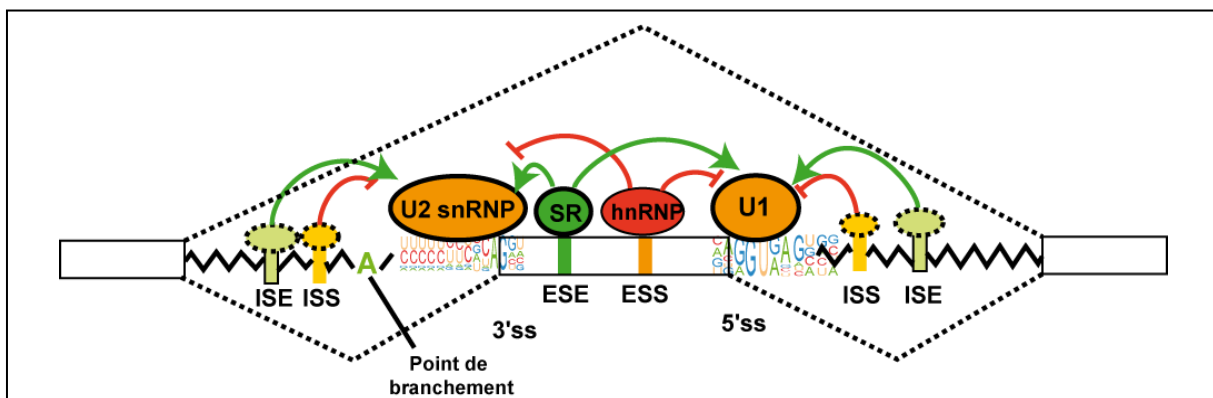 U2 snRNP
SR
hnRNP
U1
A
ISE
ISS
ESE
ESS
ISS
ISE
3'ss
5'ss
Point de
branchement